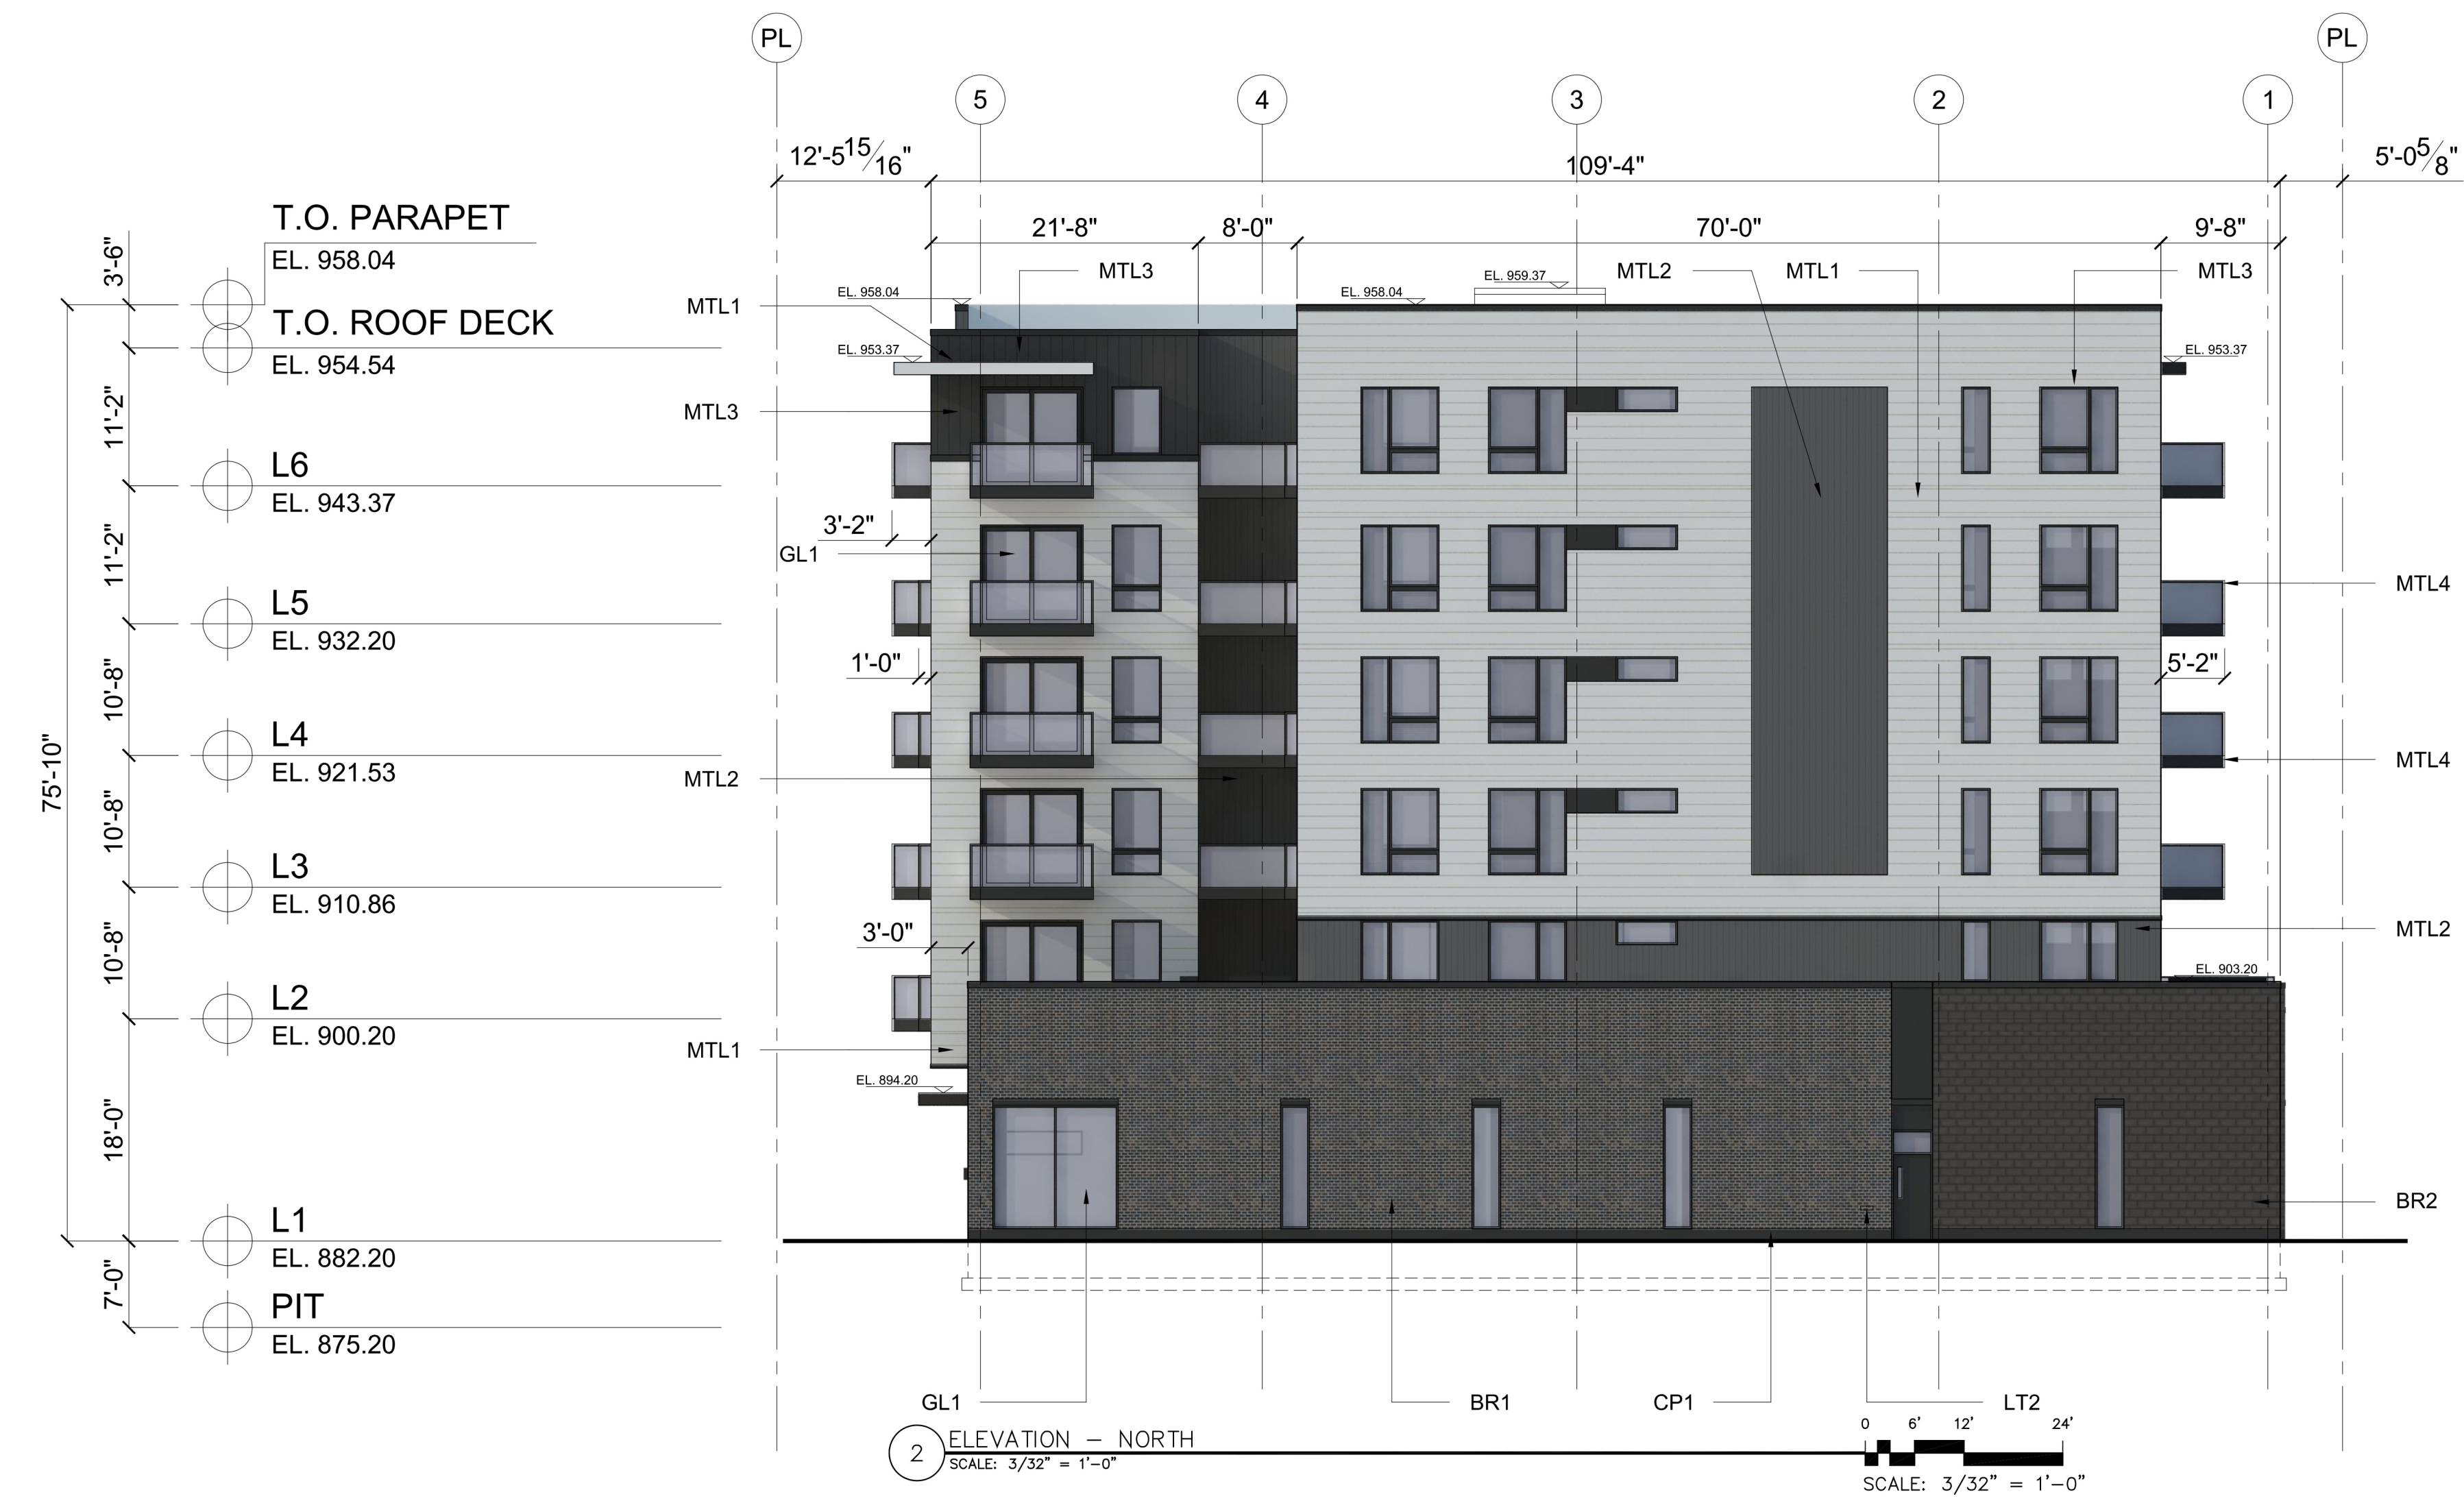 PL
PL
5
4
3
2
1
12'-5 15/16"
109'-4"
5'-0 5/8"
21'-8"
8'-0"
70'-0"
9'-8"
T.O. PARAPET
EL. 958.04
3'-6"
T.O. ROOF DECK
EL. 954.54
11'-2"
L6
EL. 943.37
11'-2"
L5
EL. 932.20
10'-8"
L4
EL. 921.53
75'-10"
10'-8"
L3
EL. 910.86
10'-8"
L2
EL. 900.20
18'-0"
L1
EL. 882.20
7'-0"
PIT
EL. 875.20
MTL3
MTL2
MTL1
MTL3
MTL1
EL. 958.04
EL. 958.04
EL. 959.37
EL. 953.37
EL. 953.37
MTL3
3'-2"
GL1
MTL4
1'-0"
5'-2"
MTL2
MTL4
3'-0"
MTL2
EL. 903.20
MTL1
EL. 894.20
BR2
GL1
BR1
CP1
LT2
2
ELEVATION - NORTH
SCALE: 3/32" = 1'-0"
0 6' 12' 24'
SCALE: 3/32" = 1'-0"